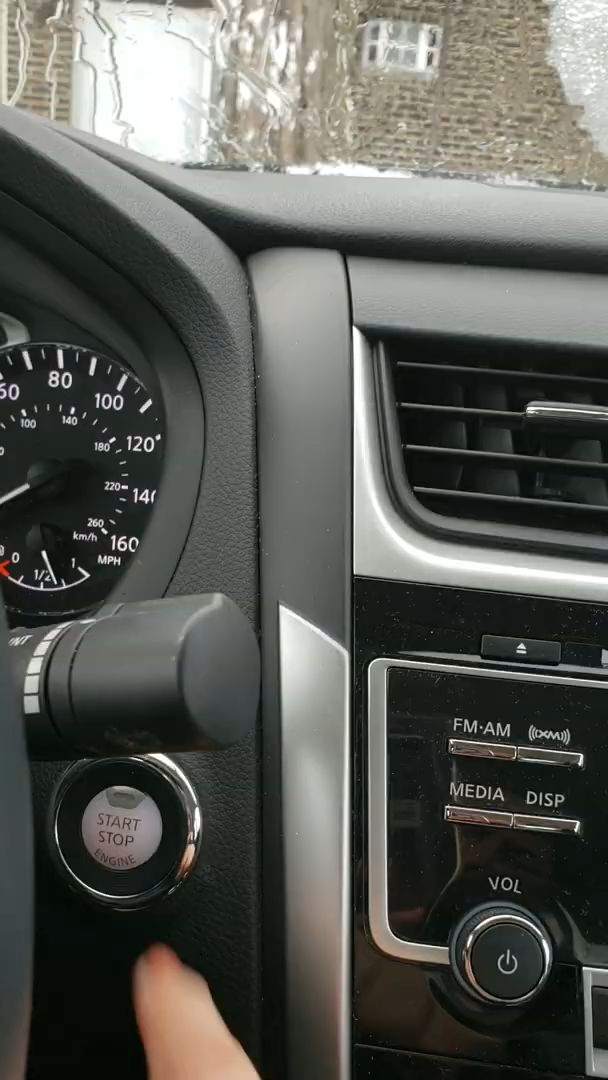 60 80 100 120 140 160
100 140 180 220 260
km/h
MPH
0 1/2 1
START
STOP
ENGINE
FM·AM ((XM))
MEDIA DISP
VOL